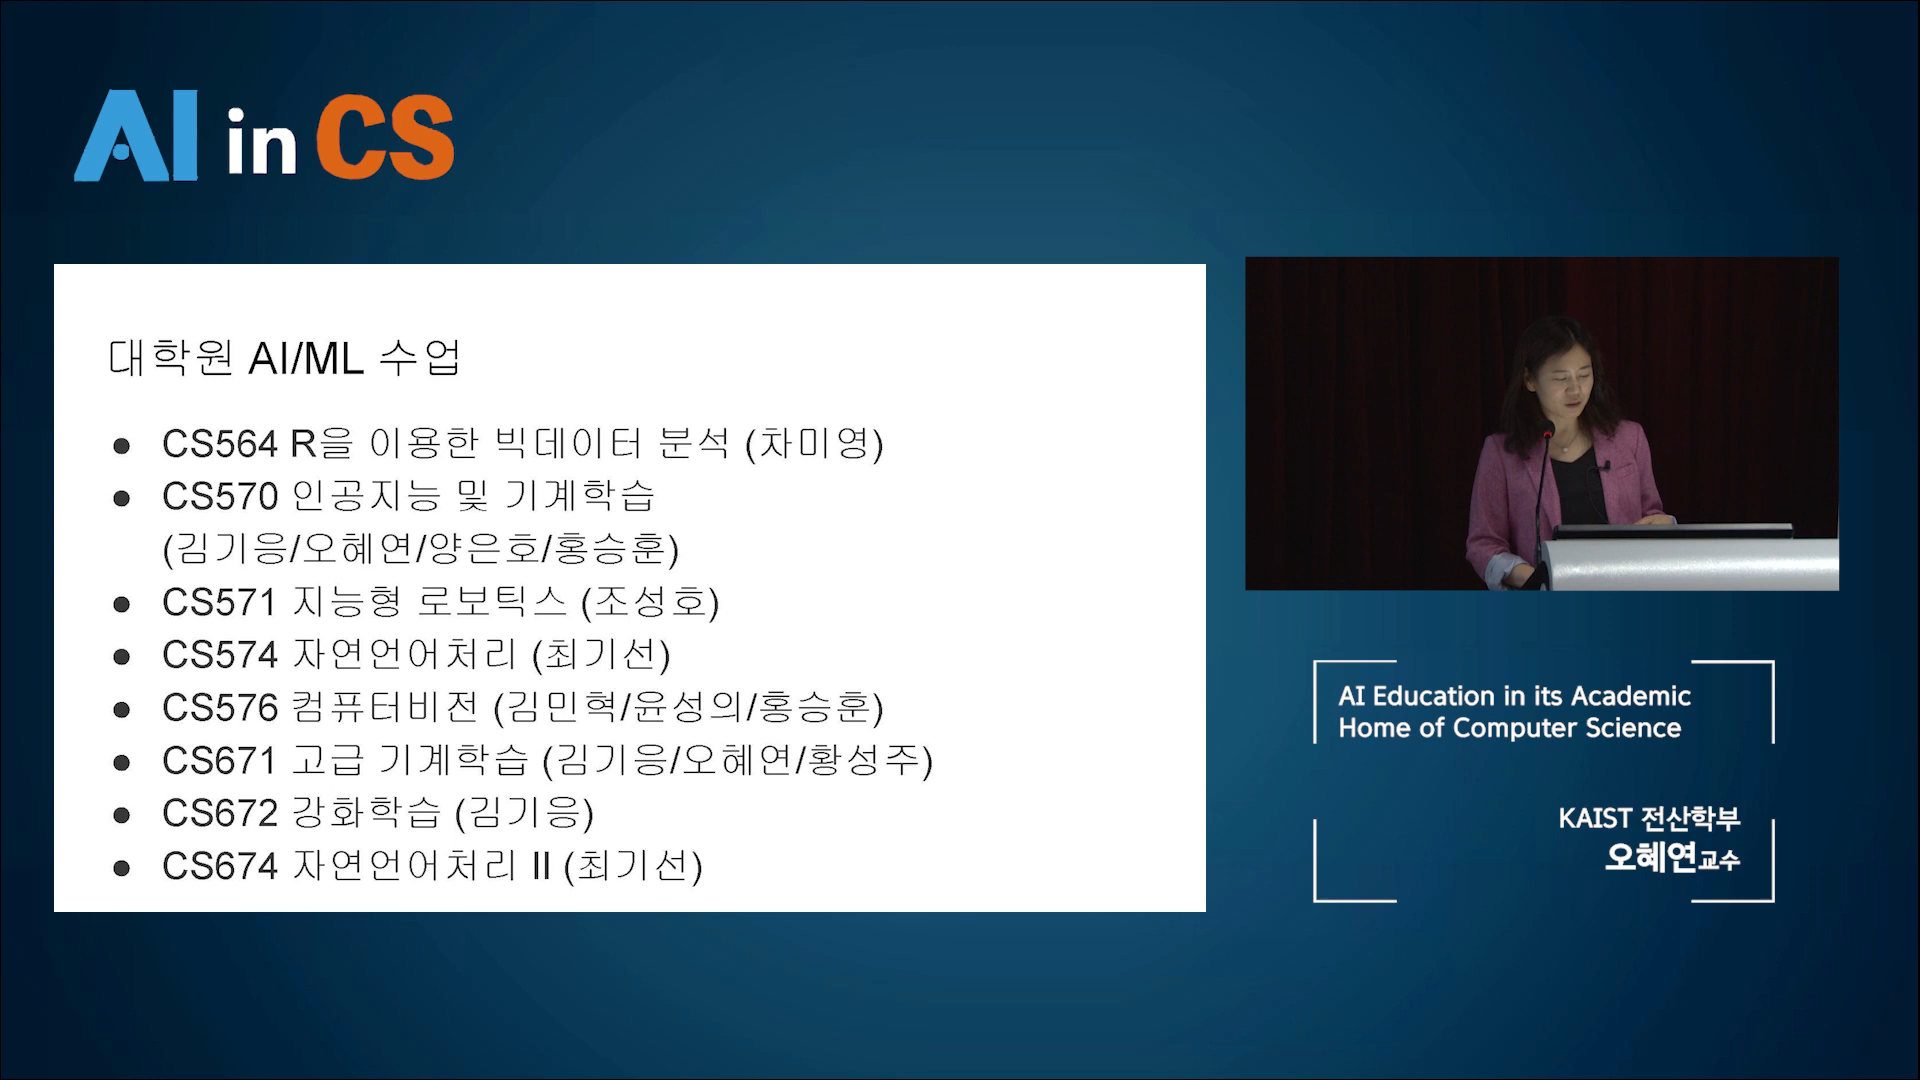 AI in CS
대학원 AI/ML 수업
● CS564 R을 이용한 빅데이터 분석 (차미영)
● CS570 인공지능 및 기계학습
(김기응/오혜연/양은호/홍승훈)
● CS571 지능형 로보틱스 (조성호)
● CS574 자연언어처리 (최기선)
● CS576 컴퓨터비전 (김민혁/윤성의/홍승훈)
● CS671 고급 기계학습 (김기응/오혜연/황성주)
● CS672 강화학습 (김기응)
● CS674 자연언어처리 II (최기선)
AI Education in its Academic
Home of Computer Science
KAIST 전산학부
오혜연교수